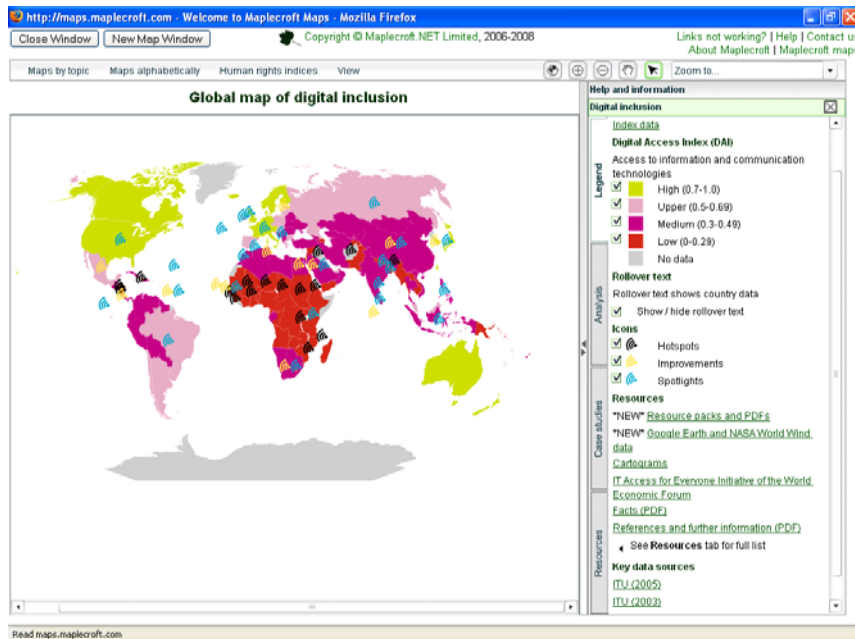 http://maps.maplecroft.com - Welcome to Maplecroft Maps - Mozilla Firefox
Close Window New Map Window Copyright © Maplecroft.NET Limited, 2006-2008 Links not working? | Help | Contact us
About Maplecroft | Maplecroft maps
Maps by topic Maps alphabetically Human rights indices View Zoom to...
Help and information
Global map of digital inclusion
Digital inclusion
Index data
Digital Access Index (DAI)
Access to information and communication
technologies
High (0.7-1.0)
Upper (0.5-0.69)
Medium (0.3-0.49)
Low (0-0.29)
No data
Rollover text
Rollover text shows country data
Show / hide rollover text
Icons
Hotspots
Improvements
Spotlights
Resources
*NEW* Resource packs and PDFs
*NEW* Google Earth and NASA World Wind
data
Cartograms
IT Access for Everyone Initiative of the World
Economic Forum
Facts (PDF)
References and further information (PDF)
See Resources tab for full list
Key data sources
ITU (2005)
ITU (2003)
Legend
Analysis
Case studies
Resources
Read maps.maplecroft.com